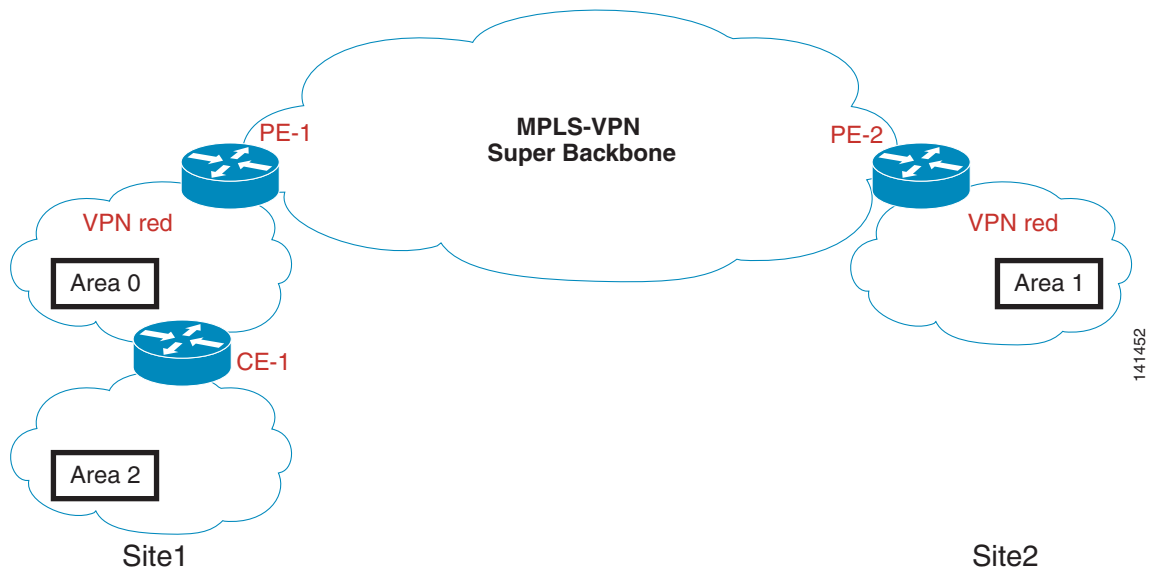 MPLS-VPN
Super Backbone
PE-1
PE-2
VPN red
VPN red
Area 0
Area 1
CE-1
141452
Area 2
Site1
Site2